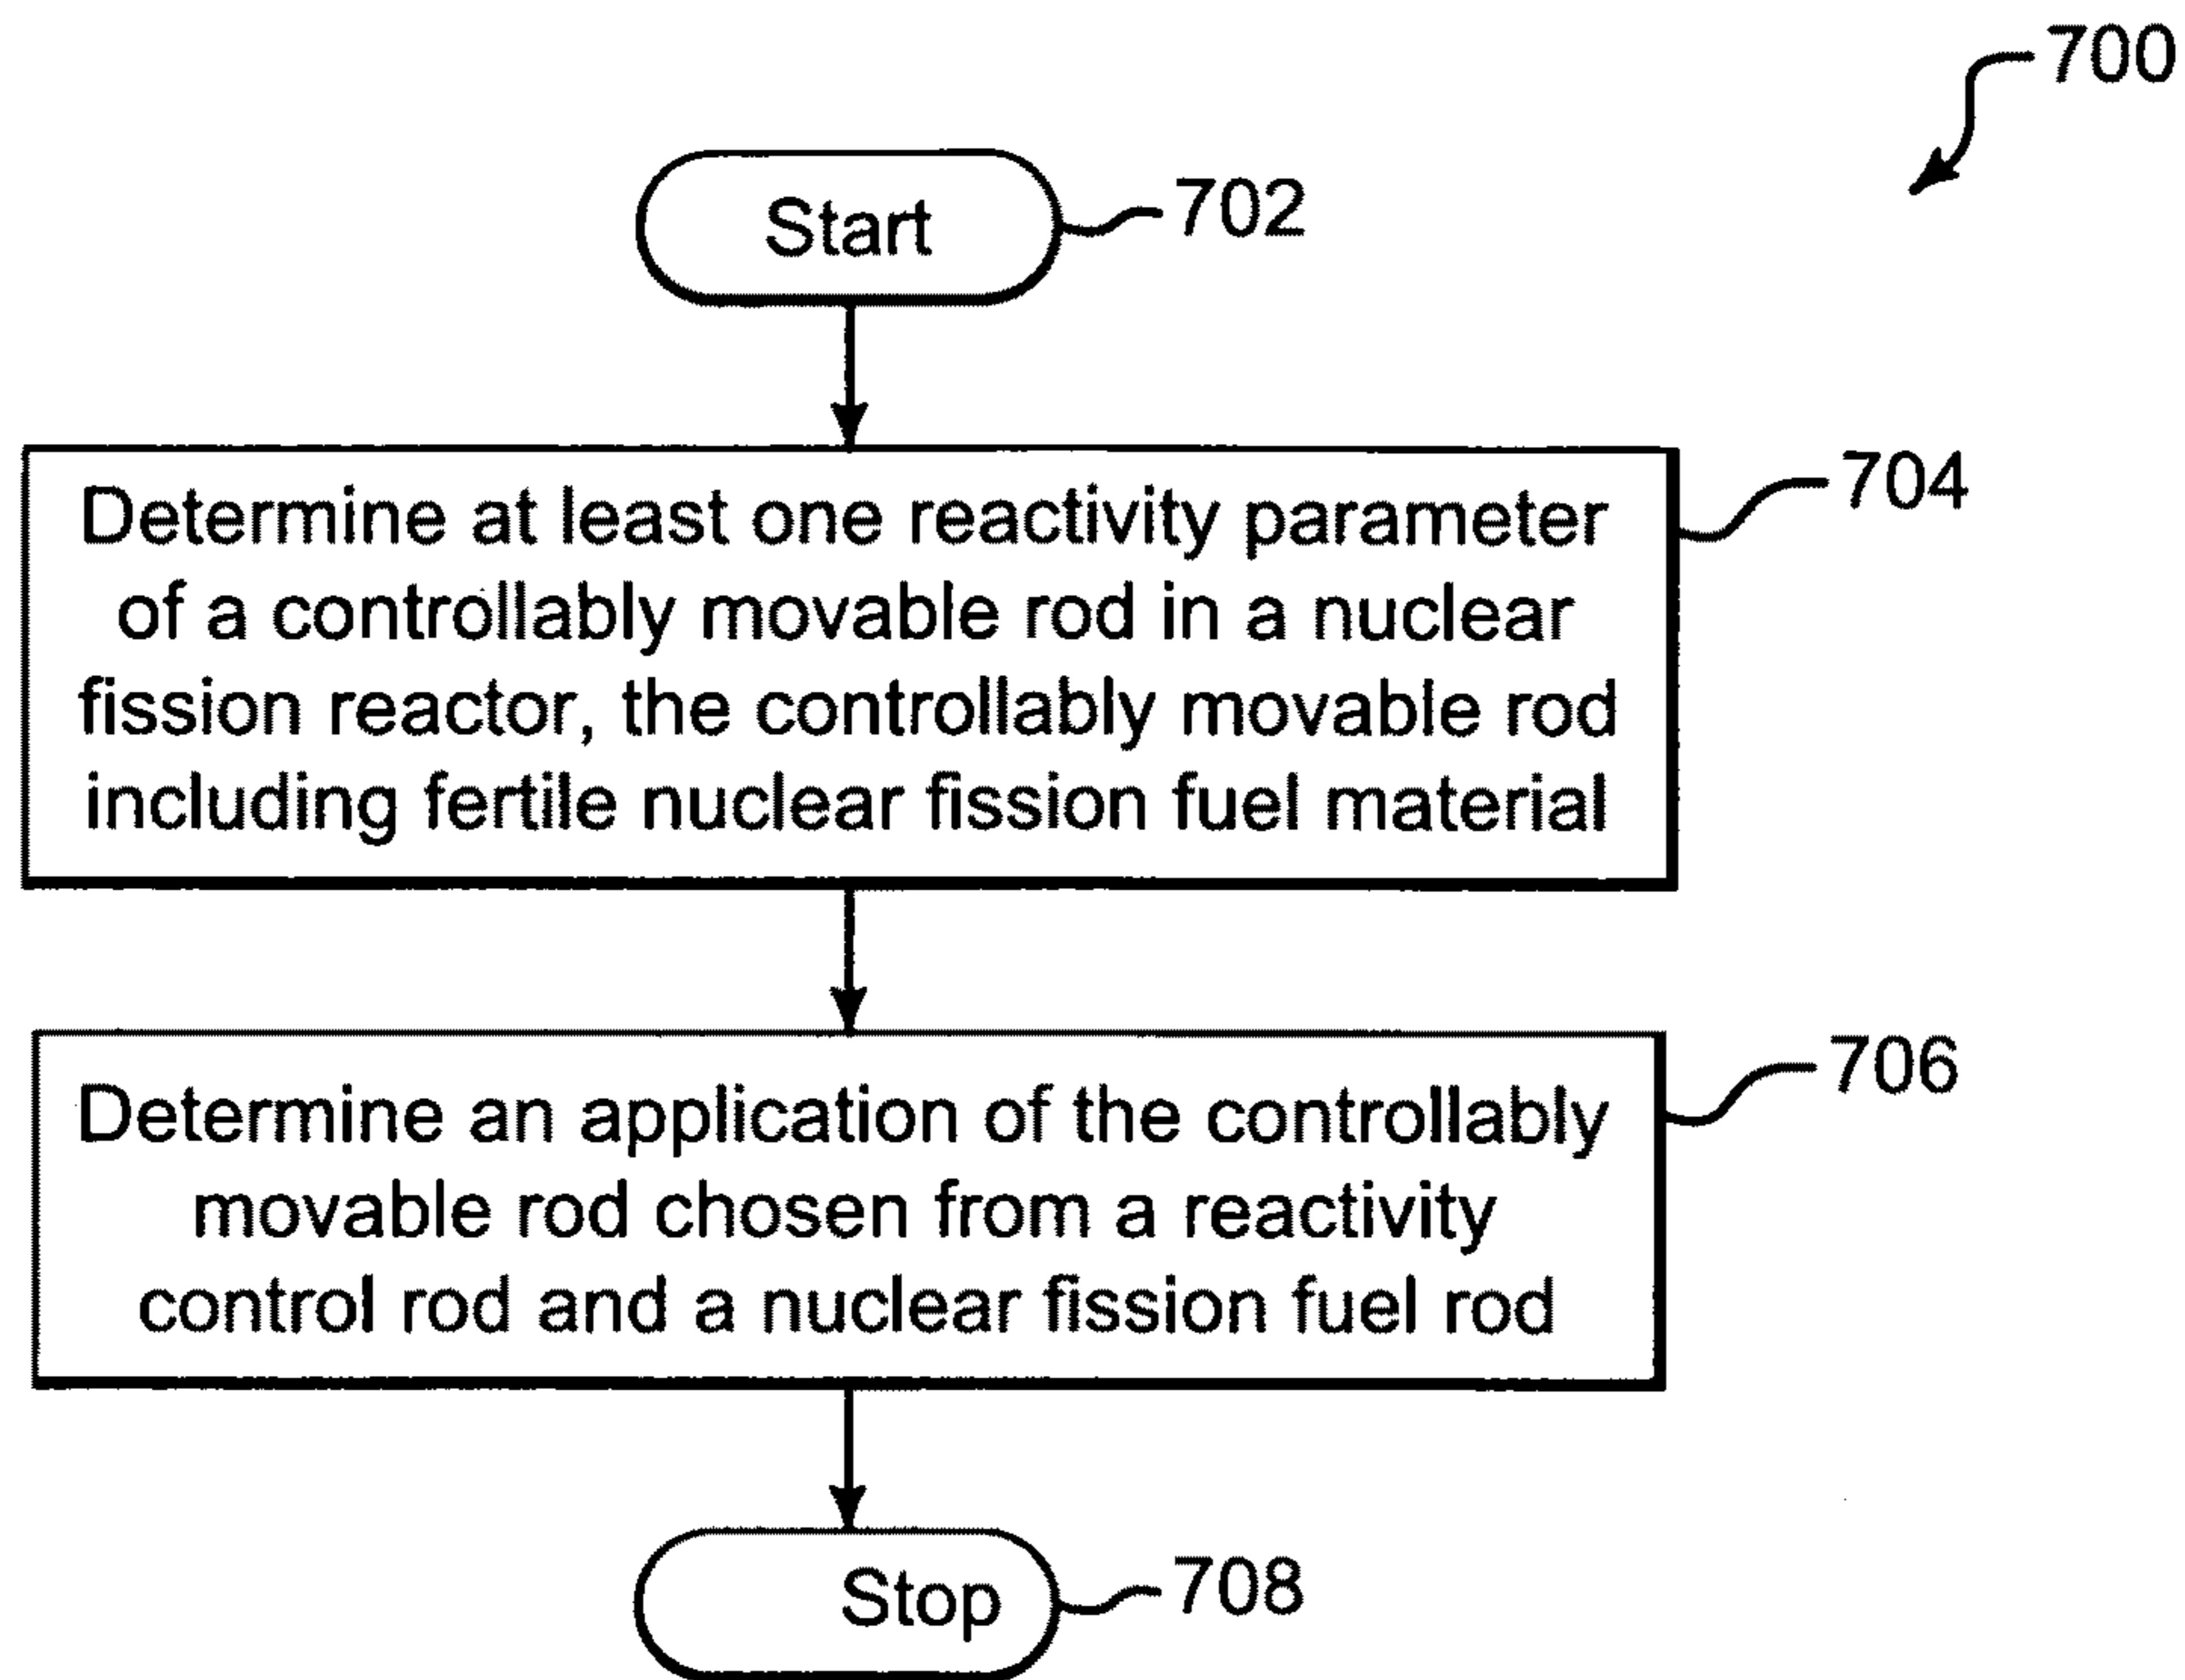 700
Start
702
Determine at least one reactivity parameter
of a controllably movable rod in a nuclear
fission reactor, the controllably movable rod
including fertile nuclear fission fuel material
704
Determine an application of the controllably
movable rod chosen from a reactivity
control rod and a nuclear fission fuel rod
706
Stop
708